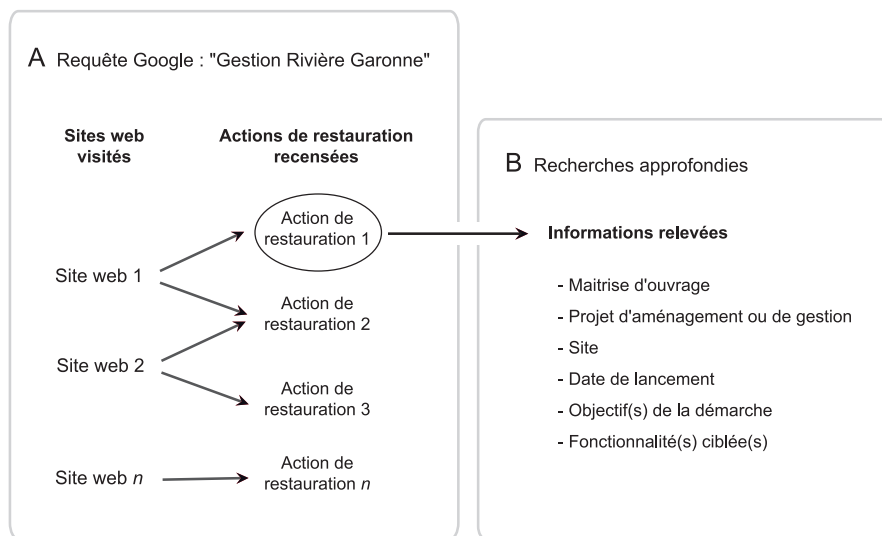 A Requête Google : "Gestion Rivière Garonne"
Sites web
visités
Actions de restauration
recensées
Site web 1
Site web 2
Site web n
Action de
restauration 1
Action de
restauration 2
Action de
restauration 3
Action de
restauration n
B Recherches approfondies
Informations relevées
- Maitrise d'ouvrage
- Projet d'aménagement ou de gestion
- Site
- Date de lancement
- Objectif(s) de la démarche
- Fonctionnalité(s) ciblée(s)